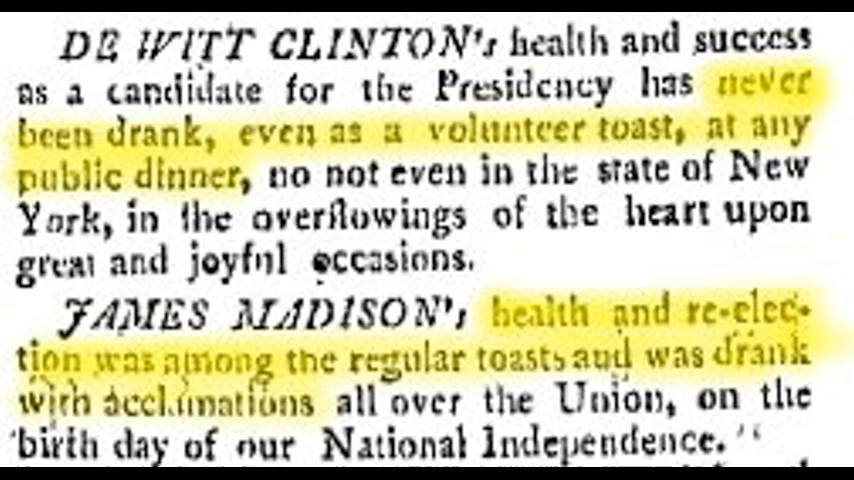 DE WITT CLINTON's health and success
as a candidate for the Presidency has never
been drank, even as a volunteer toast, at any
public dinner, no not even in the state of New
York, in the overflowings of the heart upon
great and joyful occasions.
JAMES MADISON's health and re-elec-
tion was among the regular toasts and was drank
with acclamations all over the Union, on the
birth day of our National Independence.